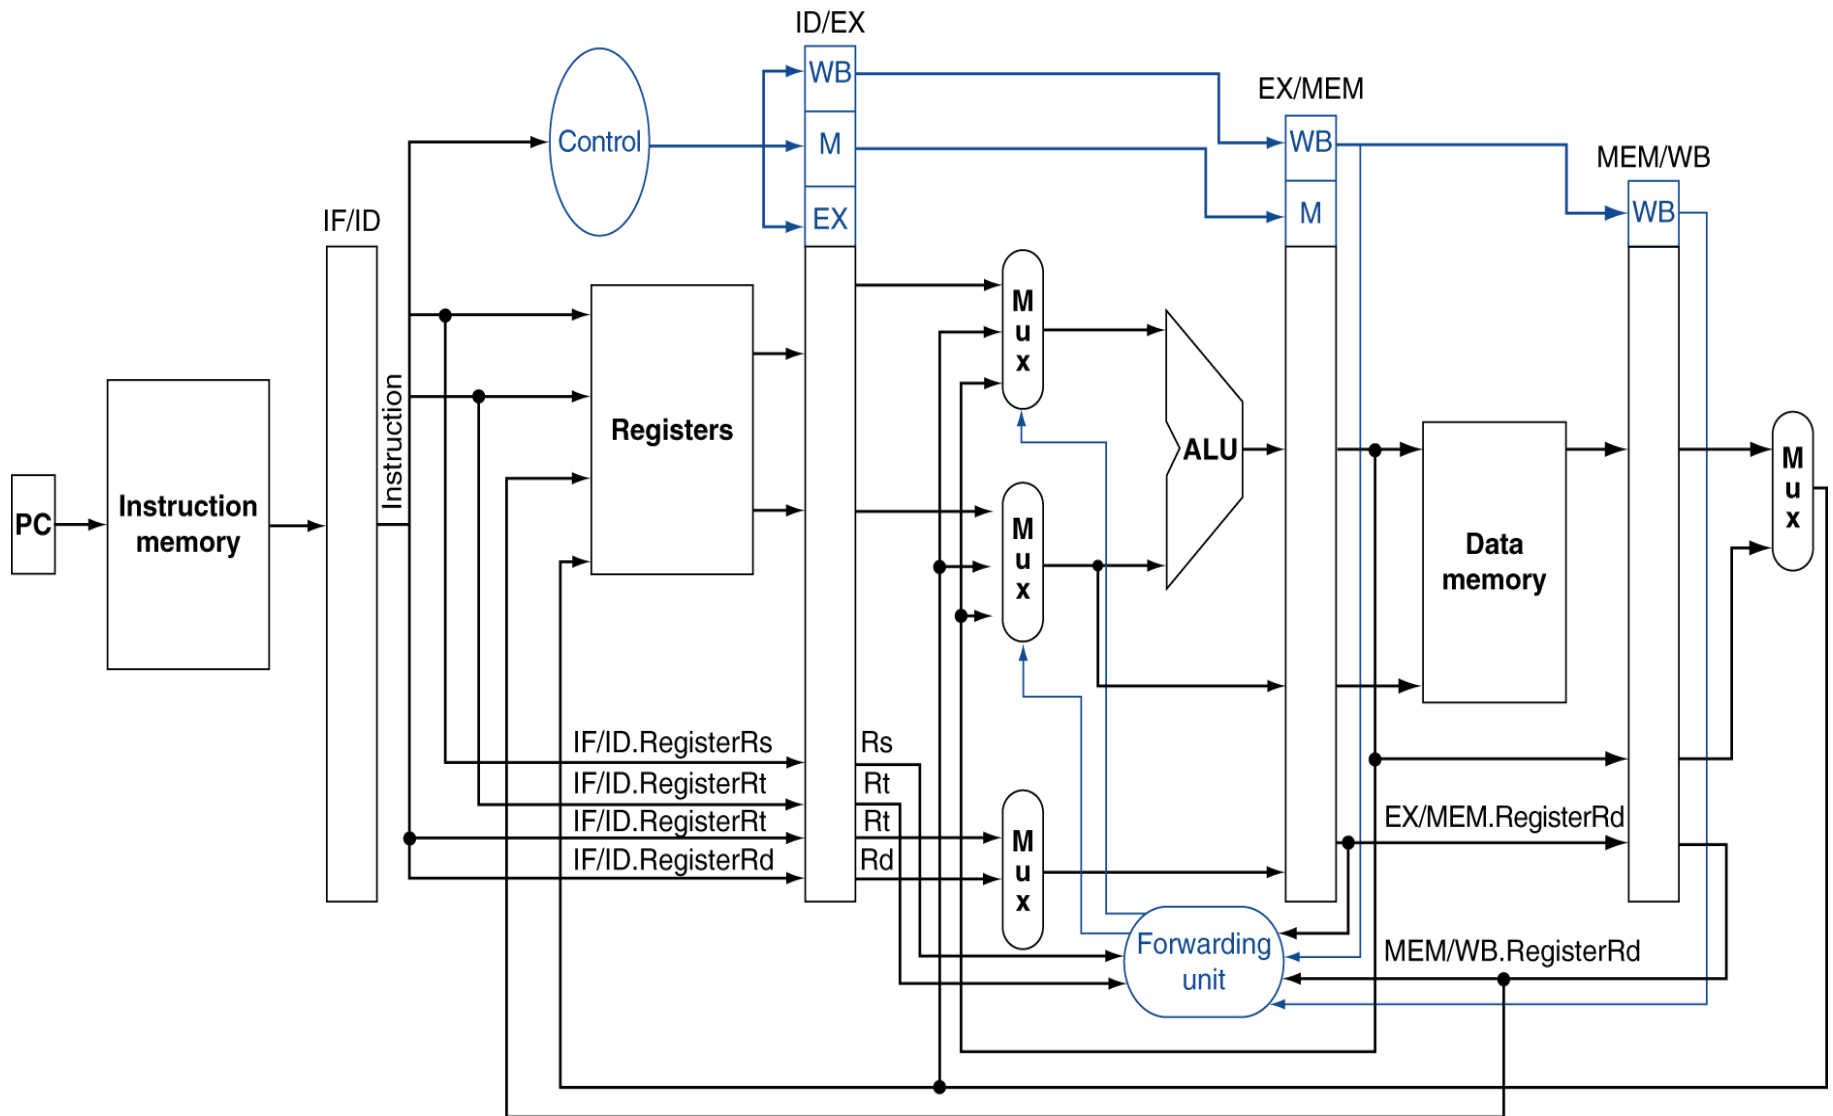 ID/EX
WB
EX/MEM
Control
M
WB
MEM/WB
IF/ID
EX
M
WB
M
u
x
Instruction
Registers
ALU
M
u
x
PC
Instruction
memory
M
u
x
Data
memory
IF/ID.RegisterRs
Rs
IF/ID.RegisterRt
Rt
IF/ID.RegisterRt
Rt
EX/MEM.RegisterRd
IF/ID.RegisterRd
Rd
M
u
x
Forwarding
unit
MEM/WB.RegisterRd